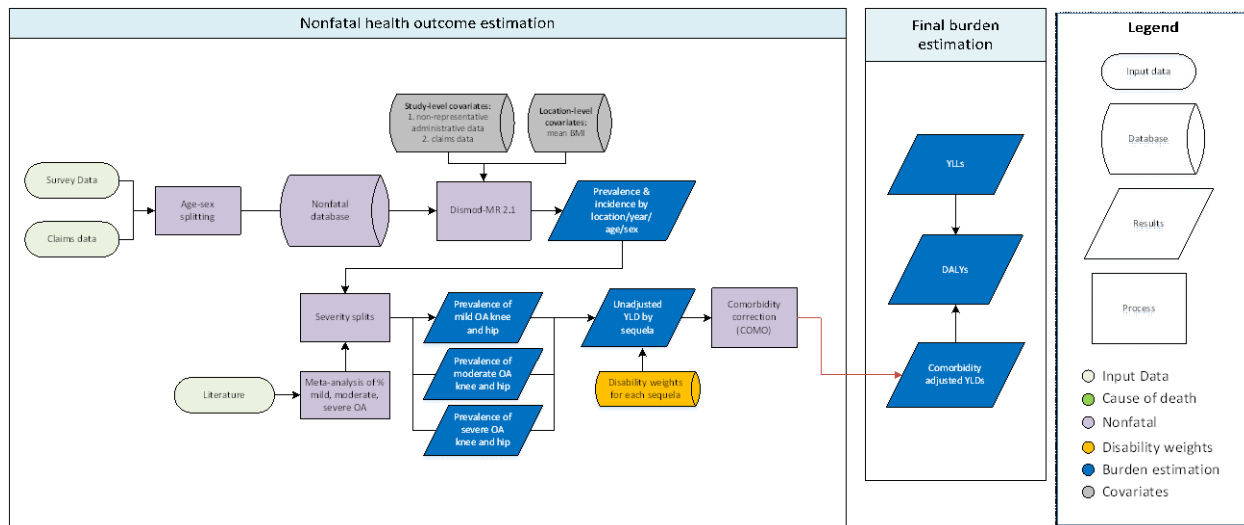 Nonfatal health outcome estimation
Study-level covariates:
1. non-representative
administrative data
2. claims data
Location-level
covariates:
mean BMI
Survey Data
Claims data
Age-sex
splitting
Nonfatal
database
Dismod-MR 2.1
Prevalence &
incidence by
location/year/
age/sex
Severity splits
Literature
Meta-analysis of %
mild, moderate,
severe OA
Prevalence of
mild OA knee
and hip
Prevalence of
moderate OA
knee and hip
Prevalence of
severe OA
knee and hip
Unadjusted
YLD by
sequela
Disability weights
for each sequela
Comorbidity
correction
(COMO)
Final burden
estimation
YLLs
DALYs
Comorbidity
adjusted YLDs
Legend
Input data
Database
Results
Process
Input Data
Cause of death
Nonfatal
Disability weights
Burden estimation
Covariates